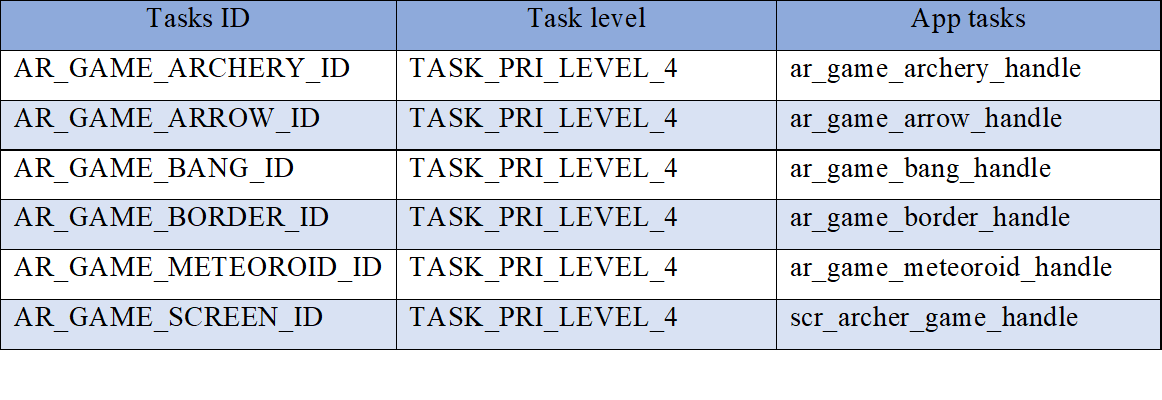 Tasks ID Task level App tasks
AR_GAME_ARCHERY_ID TASK_PRI_LEVEL_4 ar_game_archery_handle
AR_GAME_ARROW_ID TASK_PRI_LEVEL_4 ar_game_arrow_handle
AR_GAME_BANG_ID TASK_PRI_LEVEL_4 ar_game_bang_handle
AR_GAME_BORDER_ID TASK_PRI_LEVEL_4 ar_game_border_handle
AR_GAME_METEOROID_ID TASK_PRI_LEVEL_4 ar_game_meteoroid_handle
AR_GAME_SCREEN_ID TASK_PRI_LEVEL_4 scr_archer_game_handle